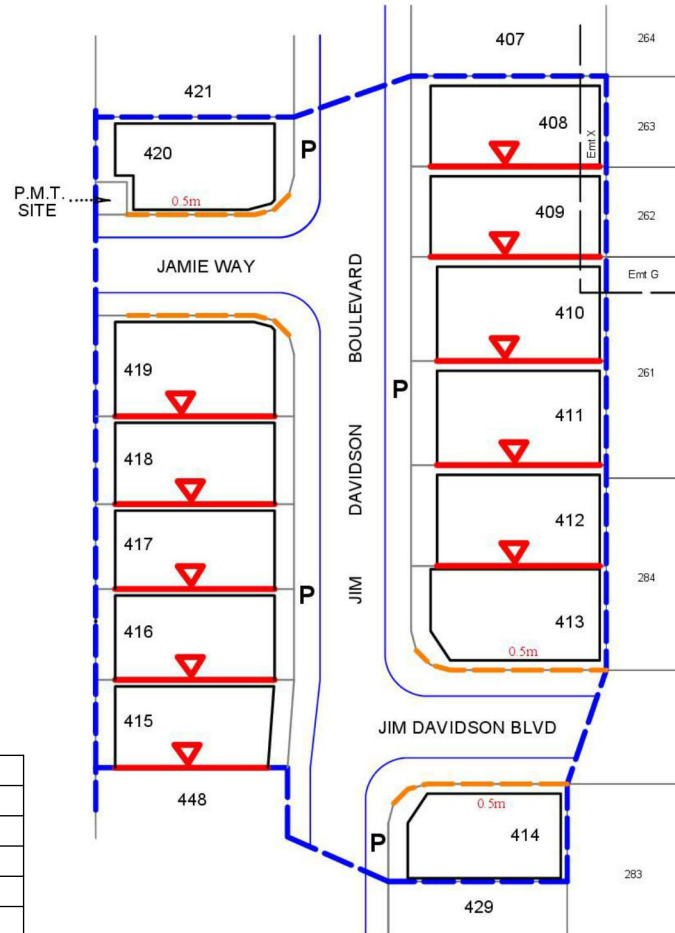 407
264
421
408
263
Emt X
420
P
P.M.T.
SITE
0.5m
409
262
JAMIE WAY
Emt G
410
JIM DAVIDSON BOULEVARD
419
P
261
411
418
412
417
284
P
416
413
0.5m
415
JIM DAVIDSON BLVD
448
0.5m
414
P
283
429